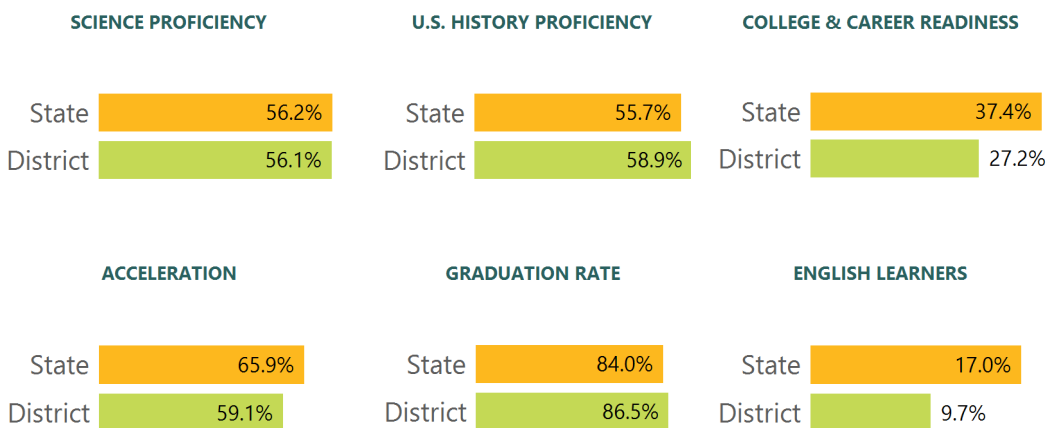 SCIENCE PROFICIENCY
State 56.2%
District 56.1%
U.S. HISTORY PROFICIENCY
State 55.7%
District 58.9%
COLLEGE & CAREER READINESS
State 37.4%
District 27.2%
ACCELERATION
State 65.9%
District 59.1%
GRADUATION RATE
State 84.0%
District 86.5%
ENGLISH LEARNERS
State 17.0%
District 9.7%